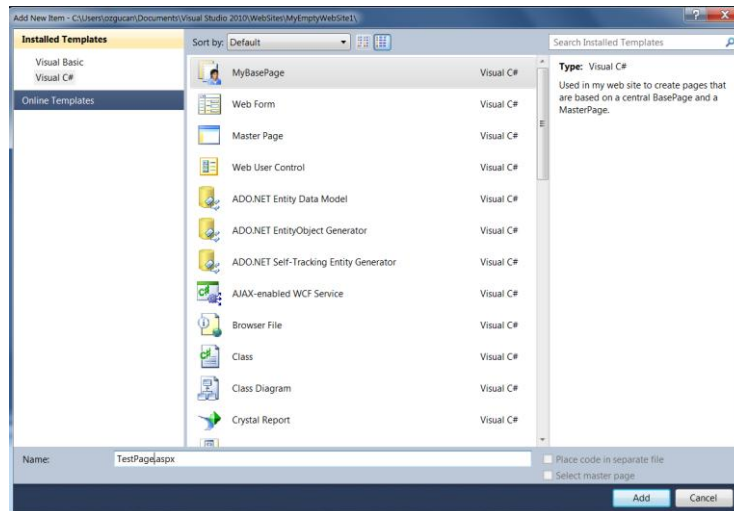 Add New Item - C:\Users\ozgucan\Documents\Visual Studio 2010\WebSites\MyEmptyWebSite1\
Installed Templates
Visual Basic
Visual C#
Online Templates
Sort by: Default
Search Installed Templates
MyBasePage Visual C#
Web Form Visual C#
Master Page Visual C#
Web User Control Visual C#
ADO.NET Entity Data Model Visual C#
ADO.NET EntityObject Generator Visual C#
ADO.NET Self-Tracking Entity Generator Visual C#
AJAX-enabled WCF Service Visual C#
Browser File Visual C#
Class Visual C#
Class Diagram Visual C#
Crystal Report Visual C#
Type: Visual C#
Used in my web site to create pages that
are based on a central BasePage and a
MasterPage.
Name: TestPage.aspx
Place code in separate file
Select master page
Add Cancel